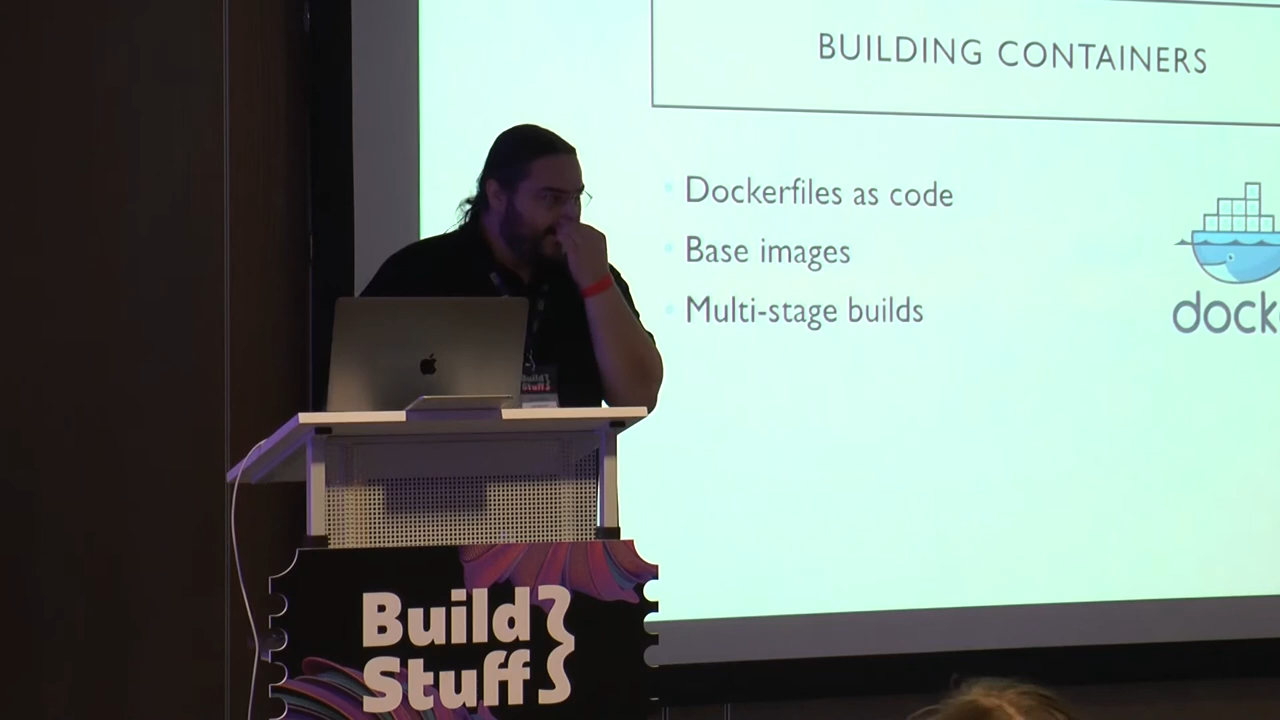 BUILDING CONTAINERS
Dockerfiles as code
Base images
Multi-stage builds
dock
Build
Stuff